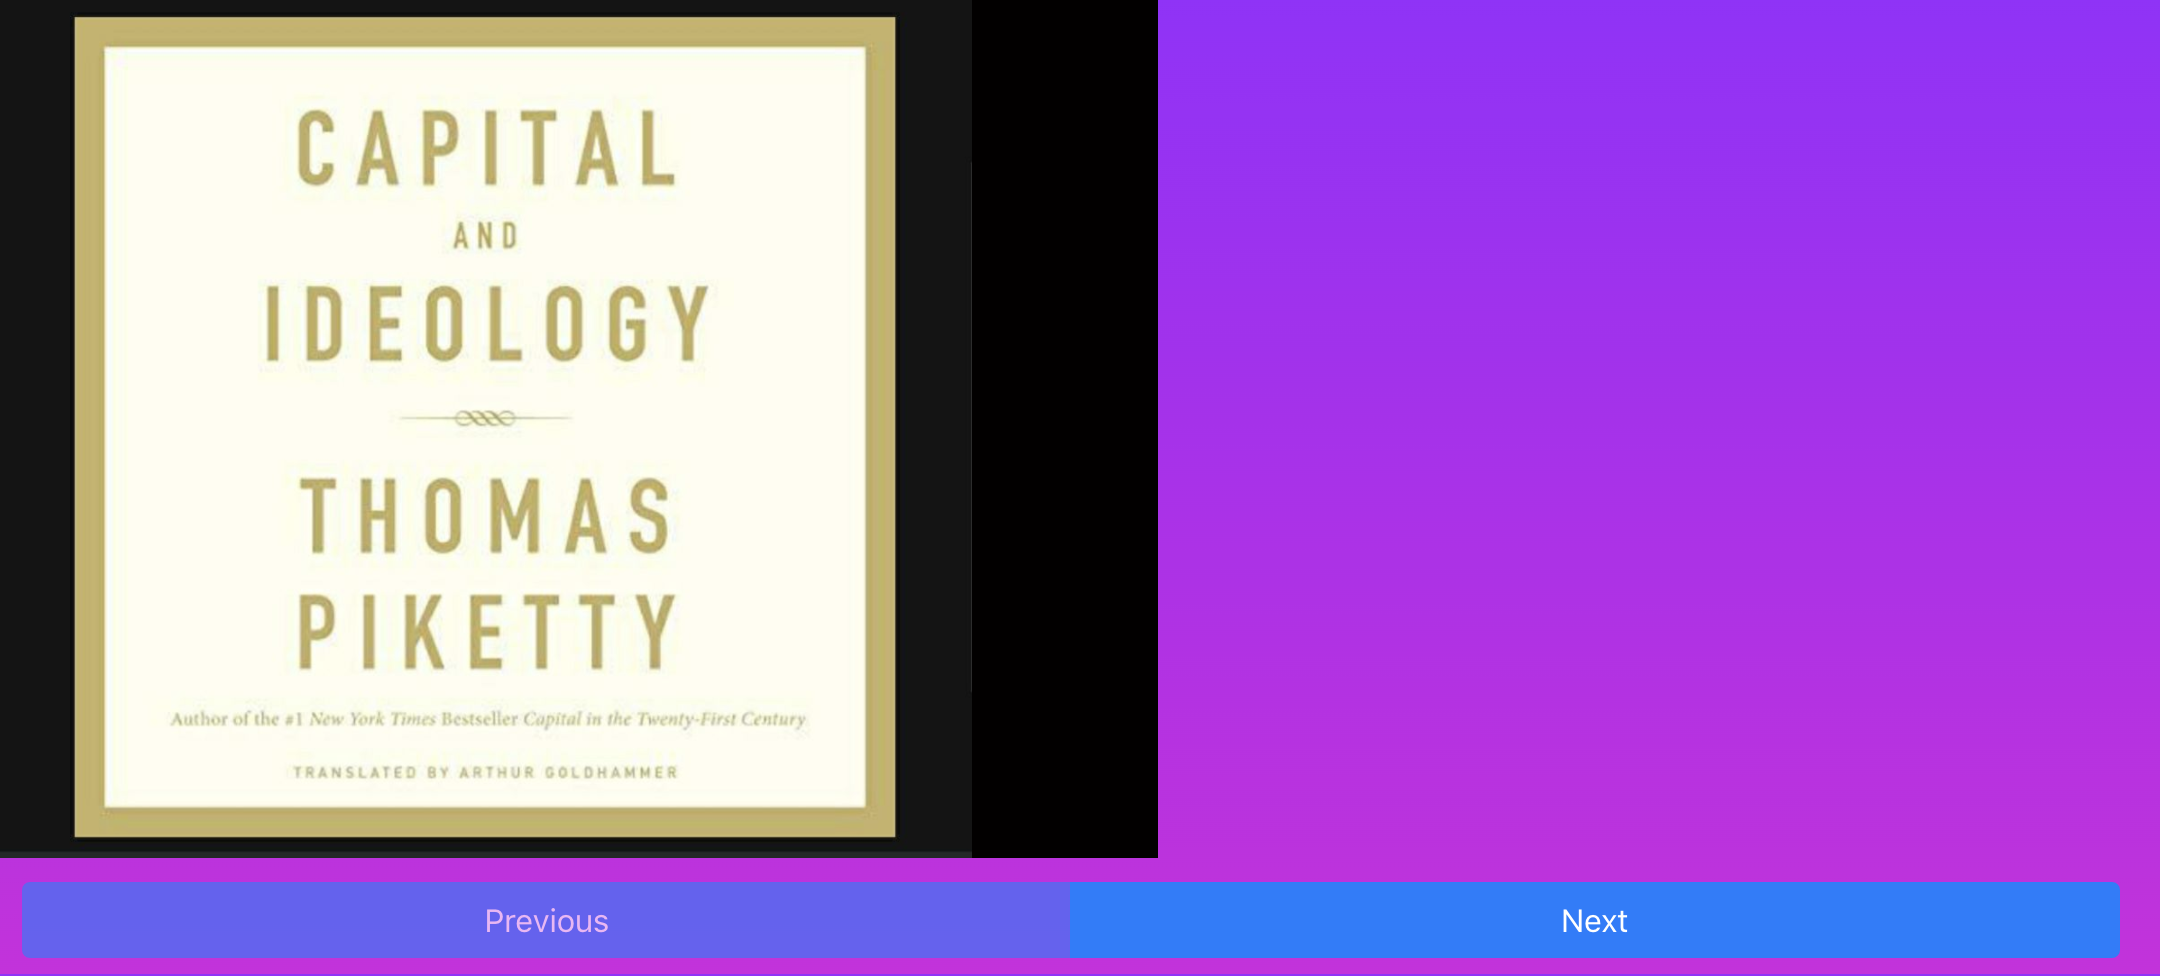 CAPITAL
AND
IDEOLOGY
THOMAS
PIKETTY
Author of the #1 New York Times Bestseller Capital in the Twenty-First Century
TRANSLATED BY ARTHUR GOLDHAMMER
Previous
Next